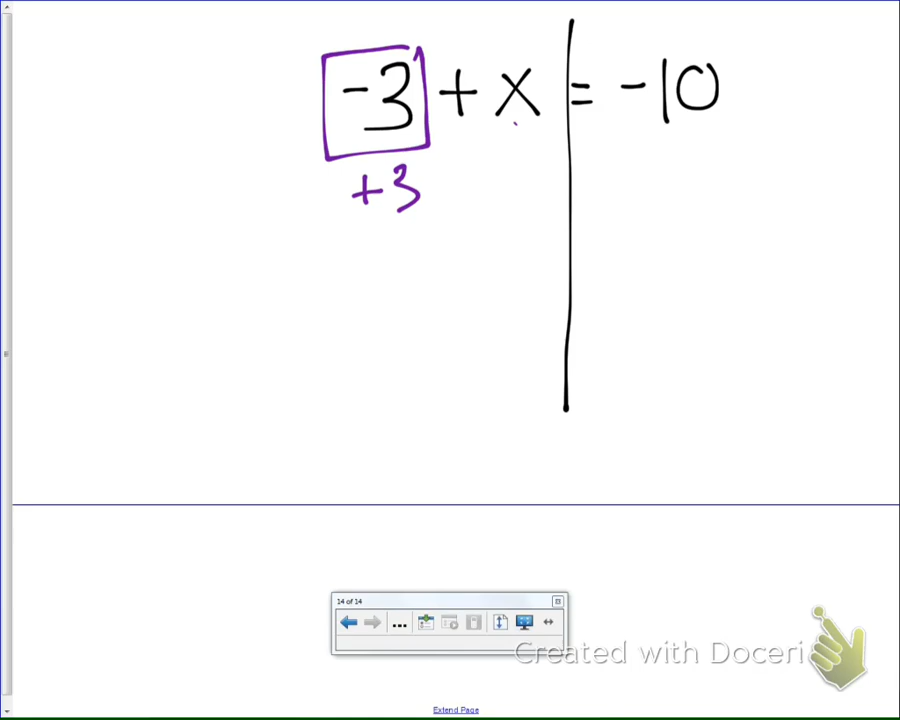 -3 + x = -10
+3
14 of 14
...
Created with Doceri
Extend Page